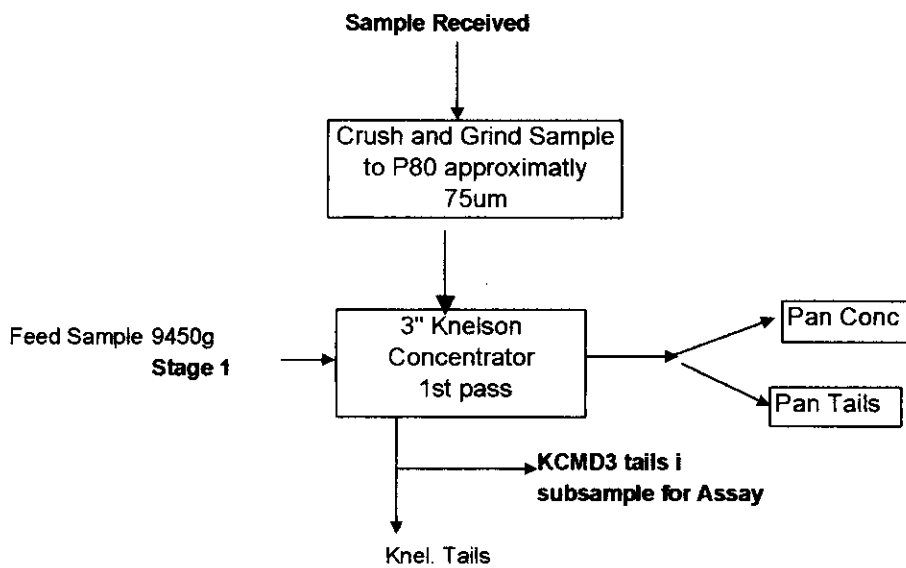 Sample Received
Crush and Grind Sample
to P80 approximatly
75um
Feed Sample 9450g
Stage 1
3" Knelson
Concentrator
1st pass
Pan Conc
Pan Tails
KCMD3 tails i
subsample for Assay
Knel. Tails